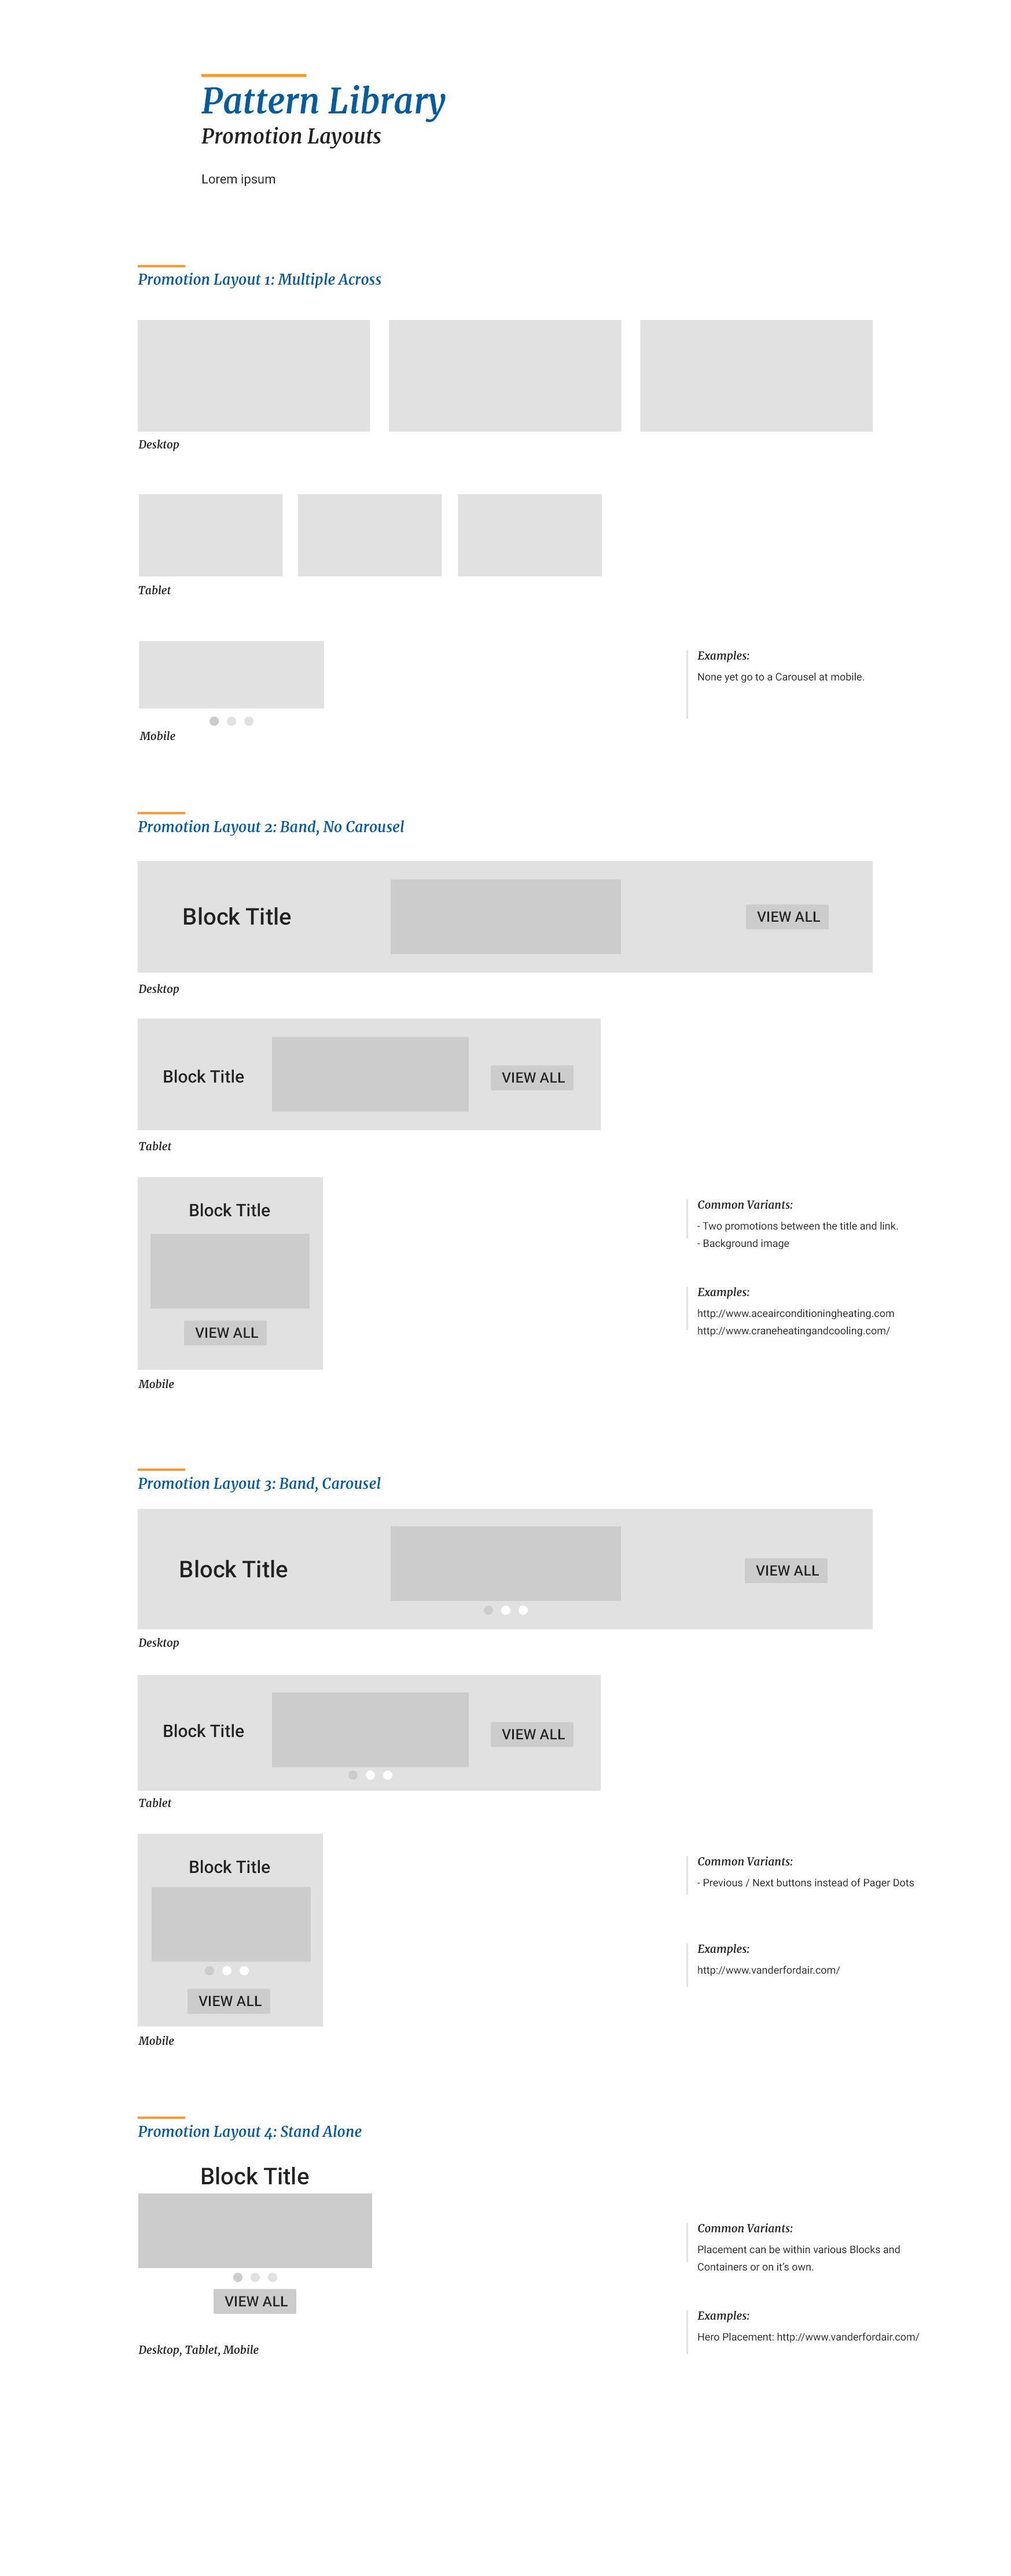 Pattern Library
Promotion Layouts
Lorem ipsum
Promotion Layout 1: Multiple Across
Desktop
Tablet
Mobile
Examples:
None yet go to a Carousel at mobile.
Promotion Layout 2: Band, No Carousel
Block Title
VIEW ALL
Desktop
Block Title
VIEW ALL
Tablet
Block Title
VIEW ALL
Mobile
Common Variants:
- Two promotions between the title and link.
- Background image
Examples:
http://www.aceairconditioningheating.com
http://www.craneheatingandcooling.com/
Promotion Layout 3: Band, Carousel
Block Title
VIEW ALL
Desktop
Block Title
VIEW ALL
Tablet
Block Title
VIEW ALL
Mobile
Common Variants:
- Previous / Next buttons instead of Pager Dots
Examples:
http://www.vanderfordair.com/
Promotion Layout 4: Stand Alone
Block Title
VIEW ALL
Desktop, Tablet, Mobile
Common Variants:
Placement can be within various Blocks and
Containers or on it's own.
Examples:
Hero Placement: http://www.vanderfordair.com/